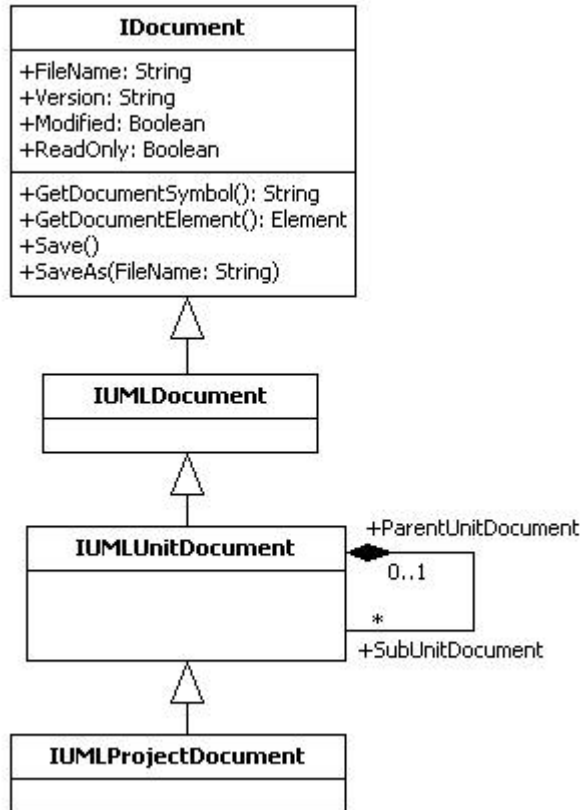 IDocument
+FileName: String
+Version: String
+Modified: Boolean
+ReadOnly: Boolean
+GetDocumentSymbol(): String
+GetDocumentElement(): Element
+Save()
+SaveAs(FileName: String)
IUMLDocument
IUMLUnitDocument
+ParentUnitDocument
0..1
*
+SubUnitDocument
IUMLProjectDocument